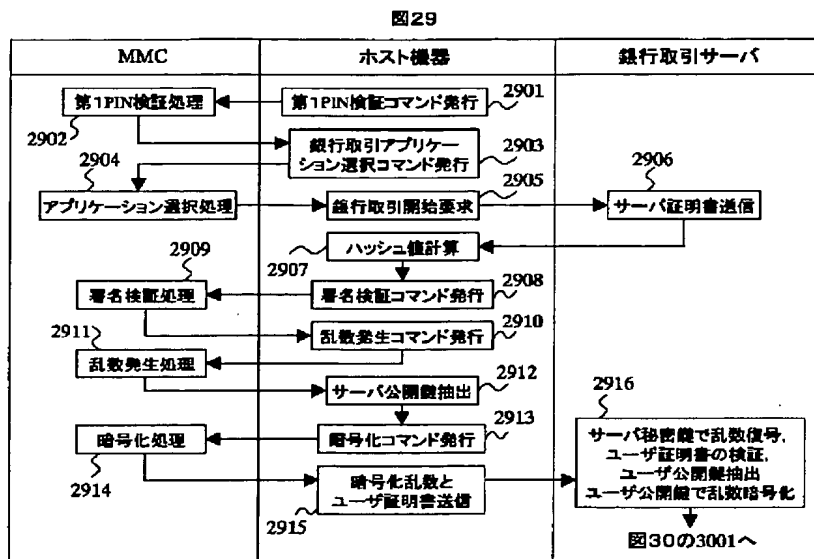 図29
MMC
ホスト機器
銀行取引サーバ
第1PIN検証処理
第1PIN検証コマンド発行
2901
2902
銀行取引アプリケー
ション選択コマンド発行
2903
2904
2905
2906
アプリケーション選択処理
銀行取引開始要求
サーバ証明書送信
ハッシュ値計算
2907
2909
署名検証処理
署名検証コマンド発行
2908
乱数発生コマンド発行
2910
2911
乱数発生処理
2912
サーバ公開鍵抽出
2913
2916
暗号化処理
暗号化コマンド発行
2914
暗号化乱数と
ユーザ証明書送信
2915
サーバ秘密鍵で乱数復号,
ユーザ証明書の検証,
ユーザ公開鍵抽出
ユーザ公開鍵で乱数暗号化
図30の3001へ